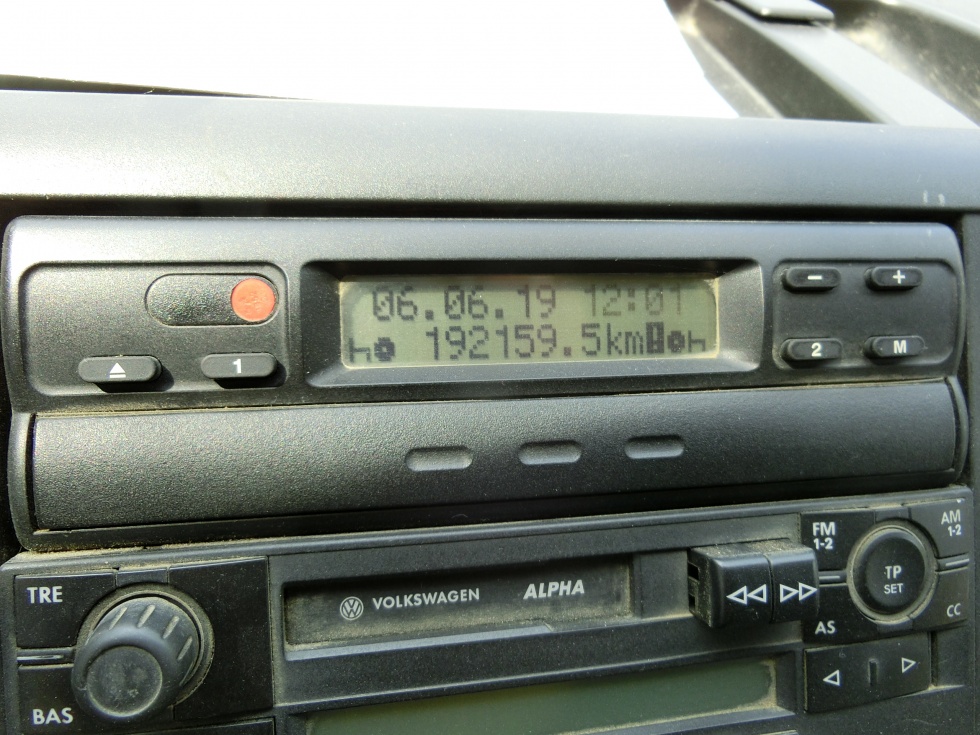 06.06.19 12:01
192159.5km
h
h
-
+
1
2
M
VOLKSWAGEN
ALPHA
TRE
BAS
FM
1-2
AM
1-2
TP
SET
AS
CC